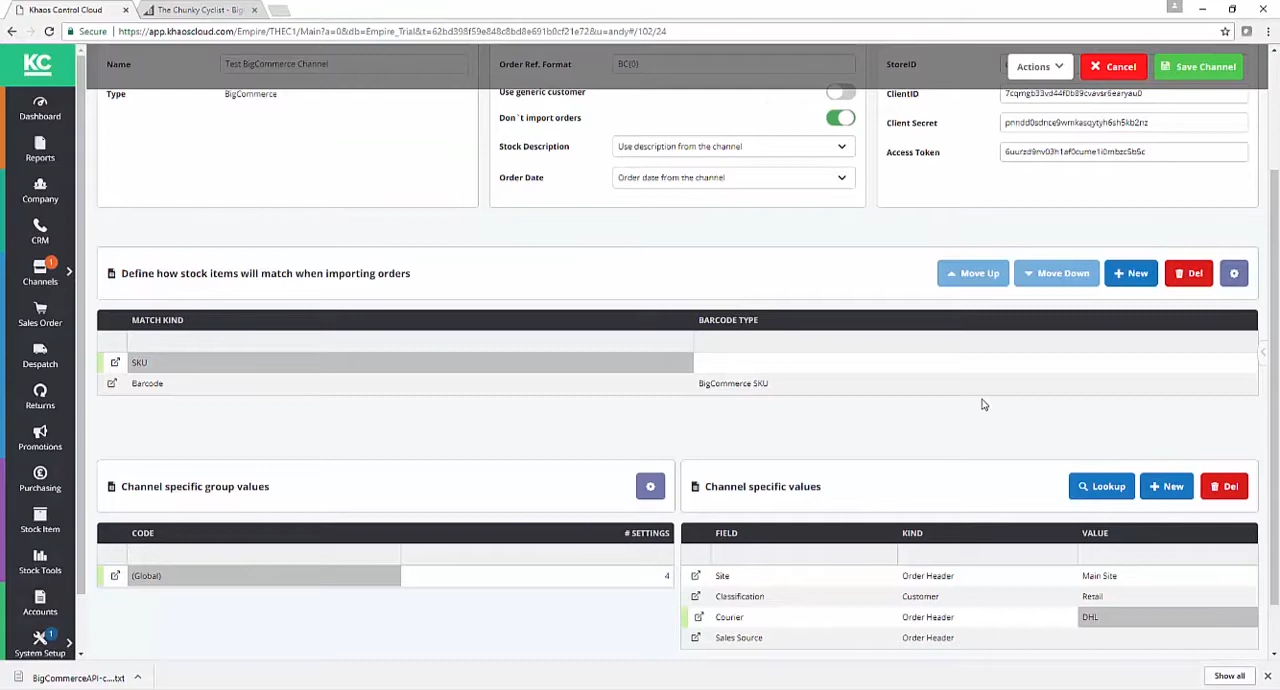 Khaos Control Cloud
The Chunky Cyclist - Big
Secure
https://app.khaoscloud.com/Empire/THEC1/Main?a=0&db=Empire_Trial&t=62bd398f59e848c8bd8e691b0cf21e72&u=andy#/102/24
KC
Dashboard
Reports
Company
CRM
Channels
1
Sales Order
Despatch
Returns
Promotions
Purchasing
Stock Item
Stock Tools
Accounts
System Setup
1
Name Test BigCommerce Channel
Type BigCommerce
Order Ref. Format BC{0}
Use generic customer
Don`t import orders
Stock Description Use description from the channel
Order Date Order date from the channel
Actions Cancel Save Channel
StoreID
ClientID 7cqmgb33vd44f0b89cvavsr6earyau0
Client Secret pnndd0sdnce9wmkasqytyh6sh5kb2nz
Access Token 6uurzd9nv03h1af0cume1i0mbzc5b5c
Define how stock items will match when importing orders
Move Up Move Down New Del
MATCH KIND BARCODE TYPE
SKU
Barcode BigCommerce SKU
Channel specific group values
CODE # SETTINGS
(Global) 4
Channel specific values Lookup New Del
FIELD KIND VALUE
Site Order Header Main Site
Classification Customer Retail
Courier Order Header DHL
Sales Source Order Header
BigCommerceAPI-c....txt
Show all